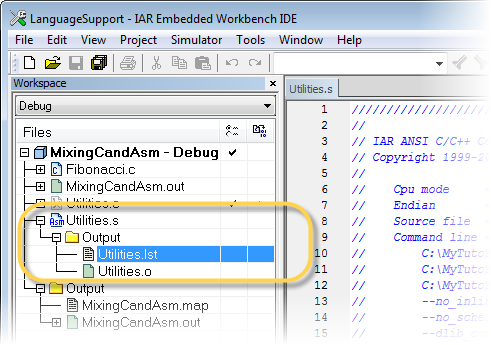 LanguageSupport - IAR Embedded Workbench IDE
File Edit View Project Simulator Tools Window Help
Workspace
Debug
Files
MixingCandAsm - Debug
Fibonacci.c
MixingCandAsm.out
Utilities.c
Utilities.s
Output
Utilities.lst
Utilities.o
Output
MixingCandAsm.map
MixingCandAsm.out
Utilities.s
1 /////////////////////
2 //
3 // IAR ANSI C/C++ C
4 // Copyright 1999-20
5 //
6 // Cpu mode
7 // Endian
8 // Source file
9 // Command line
10 // C:\MyTuto
11 // C:\MyTuto
12 // C:\MyTuto
13 // --no_inli
14 // --no_sche
15 // --dlib_co